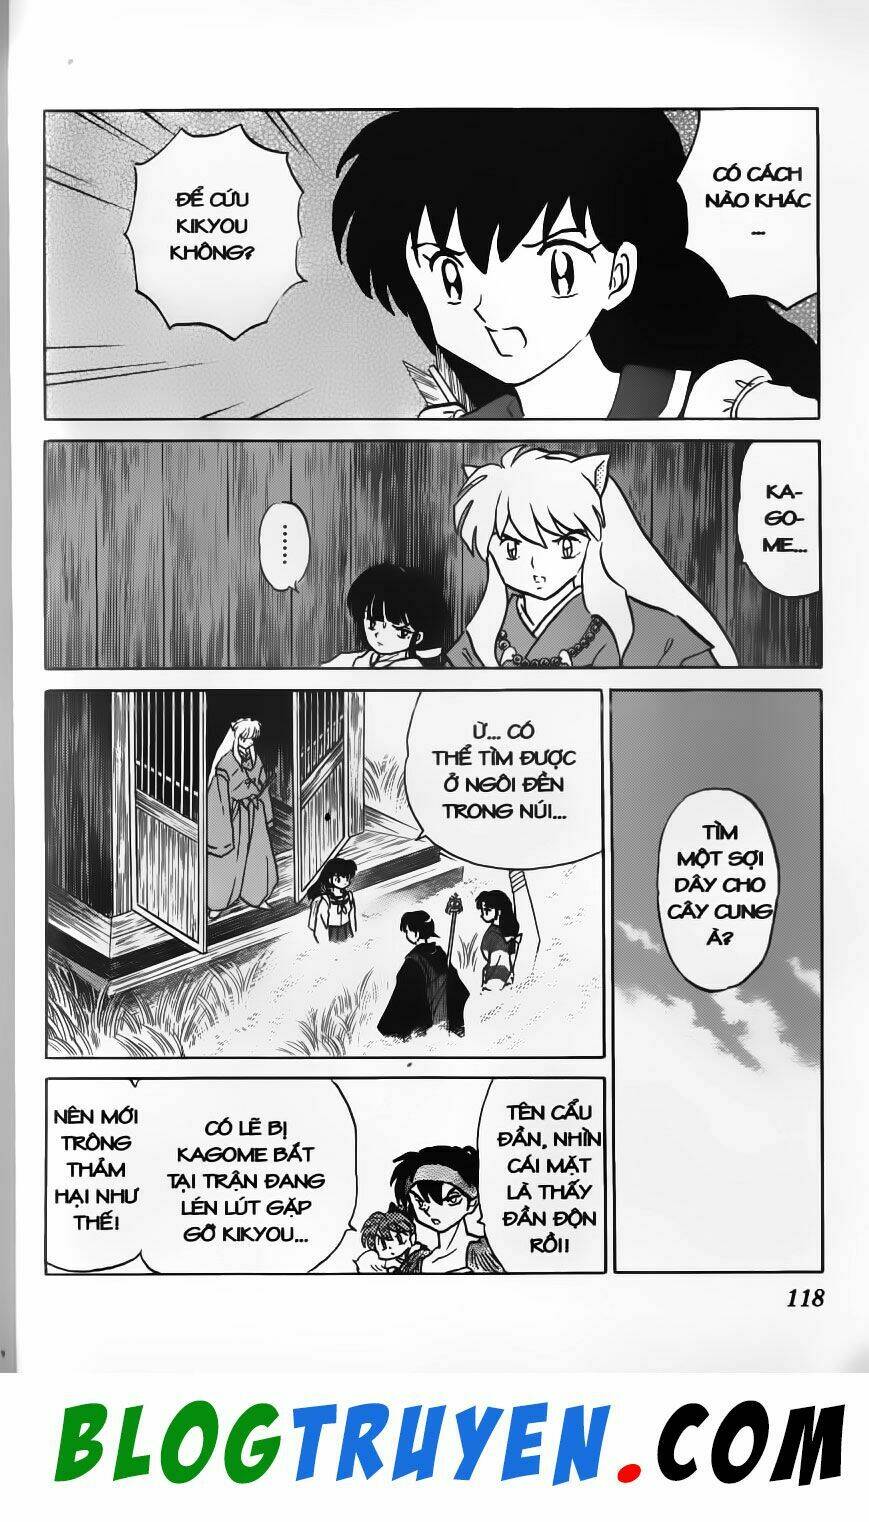 CÓ CÁCH
NÀO KHÁC
...
ĐỂ CỨU
KIKYOU
KHÔNG?
KA-
GO-
ME...
.......
TÌM
MỘT SỢI
DÂY CHO
CÂY CUNG
À?
Ừ... CÓ
THỂ TÌM ĐƯỢC
Ở NGÔI ĐỀN
TRONG NÚI...
TÊN CẨU
ĐẦN, NHÌN
CÁI MẶT
LÀ THẤY
ĐẦN ĐỘN
RỒI!
CÓ LẼ BỊ
KAGOME BẮT
TẠI TRẬN ĐANG
LÉN LÚT GẶP
GỠ KIKYOU...
NÊN MỚI
TRÔNG
THẢM
HẠI NHƯ
THẾ!
118
BLOGTRUYEN.COM